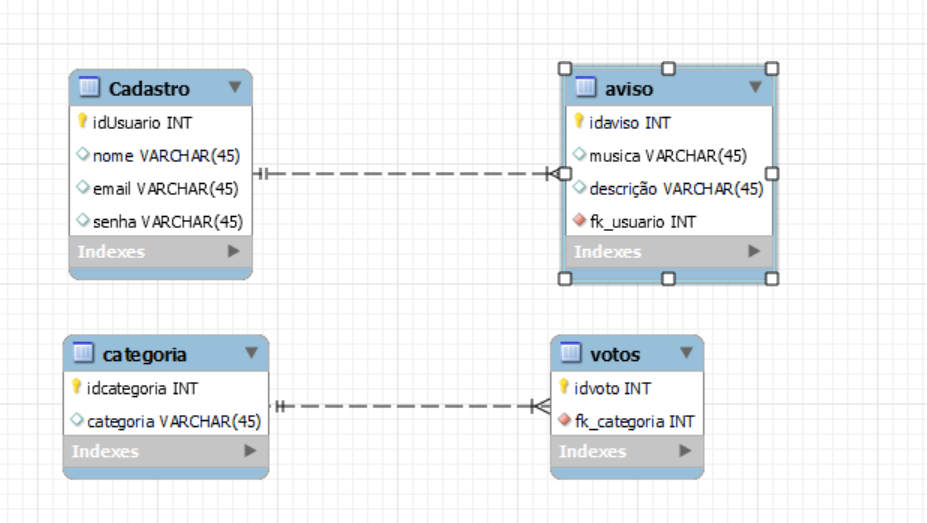 Cadastro
idUsuario INT
nome VARCHAR(45)
email VARCHAR(45)
senha VARCHAR(45)
Indexes
aviso
idaviso INT
musica VARCHAR(45)
descrição VARCHAR(45)
fk_usuario INT
Indexes
categoria
idcategoria INT
categoria VARCHAR(45)
Indexes
votos
idvoto INT
fk_categoria INT
Indexes